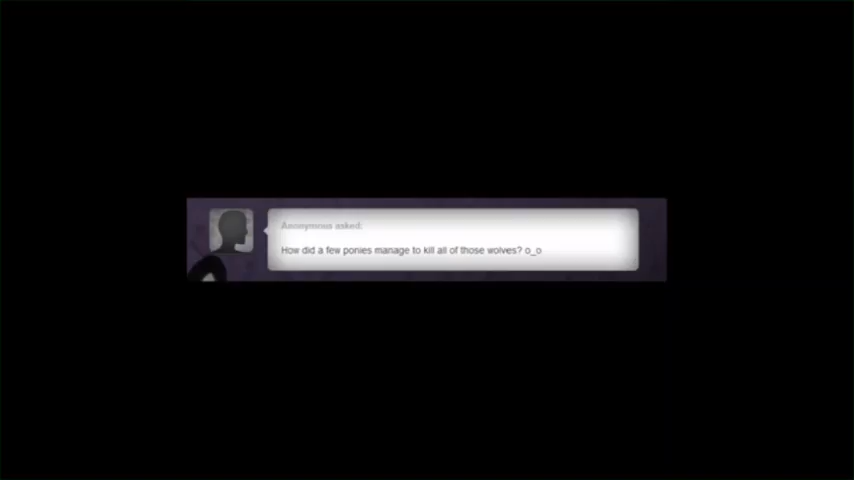 Anonymous asked:
How did a few ponies manage to kill all of those wolves? o_o